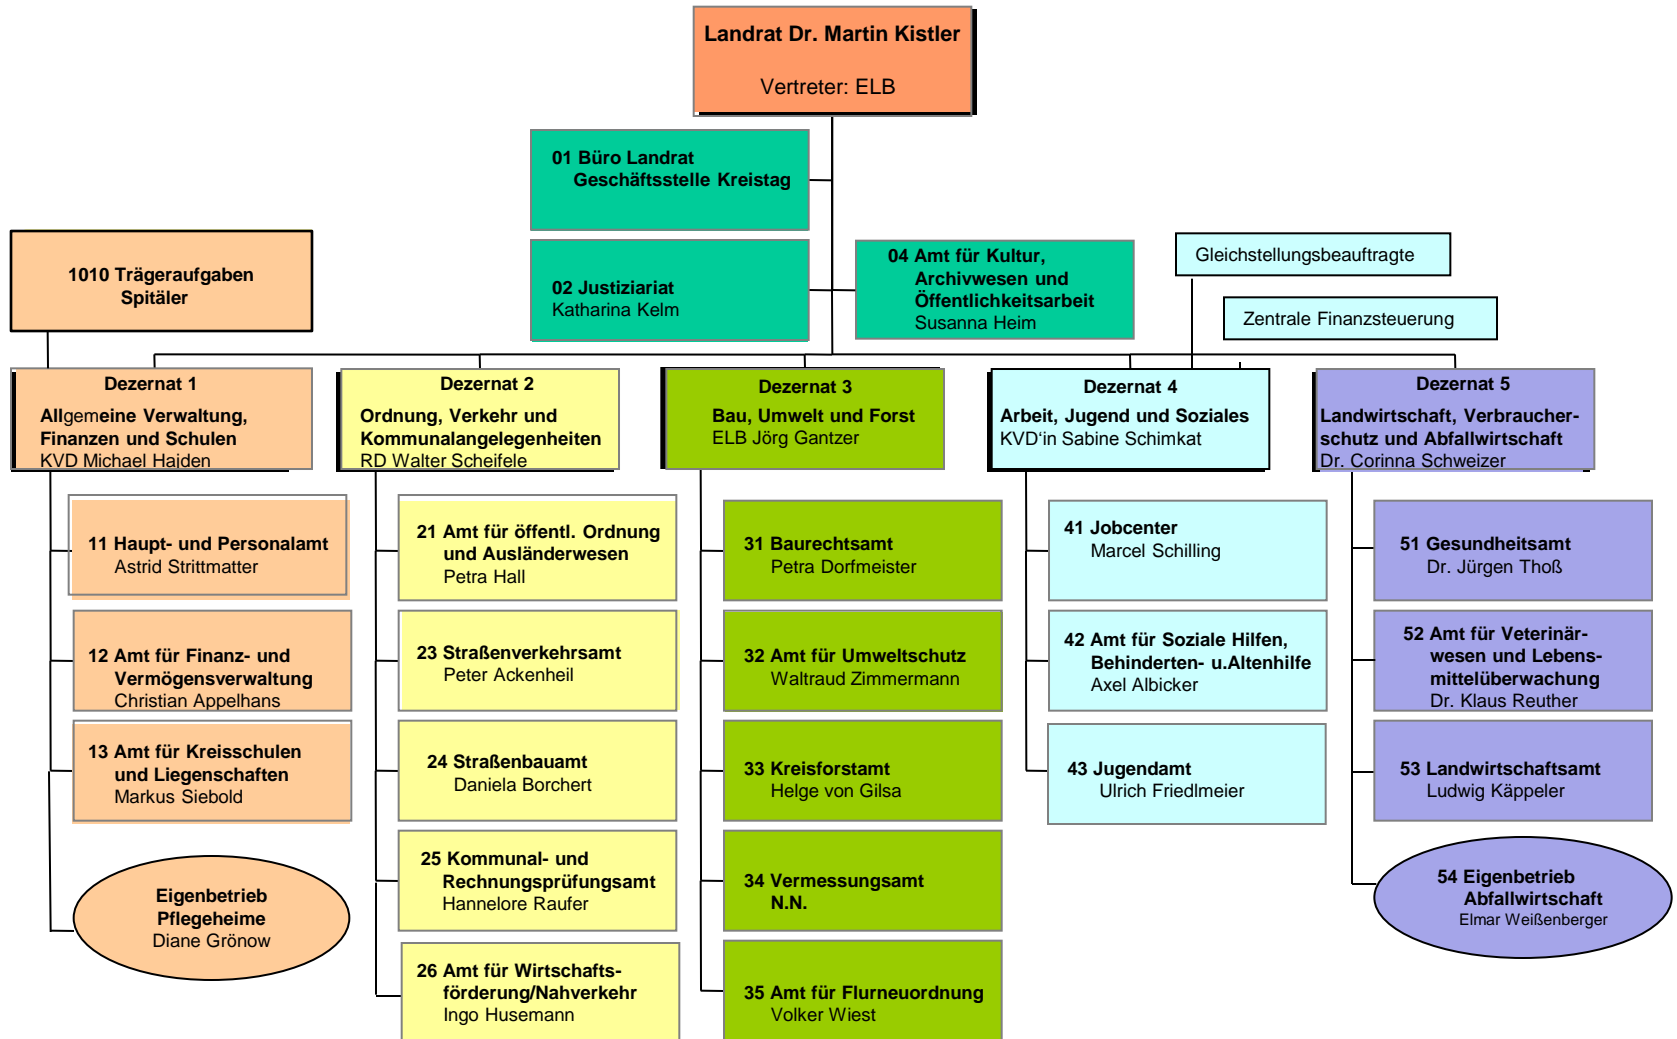 Landrat Dr. Martin Kistler
Vertreter: ELB
01 Büro Landrat
Geschäftsstelle Kreistag
1010 Trägeraufgaben
Spitäler
02 Justiziariat
Katharina Kelm
04 Amt für Kultur,
Archivwesen und
Öffentlichkeitsarbeit
Susanna Heim
Gleichstellungsbeauftragte
Zentrale Finanzsteuerung
Dezernat 1
Allgemeine Verwaltung,
Finanzen und Schulen
KVD Michael Hajden
11 Haupt- und Personalamt
Astrid Strittmatter
12 Amt für Finanz- und
Vermögensverwaltung
Christian Appelhans
13 Amt für Kreisschulen
und Liegenschaften
Markus Siebold
Eigenbetrieb
Pflegeheime
Diane Grönow
Dezernat 2
Ordnung, Verkehr und
Kommunalangelegenheiten
RD Walter Scheifele
21 Amt für öffentl. Ordnung
und Ausländerwesen
Petra Hall
23 Straßenverkehrsamt
Peter Ackenheil
24 Straßenbauamt
Daniela Borchert
25 Kommunal- und
Rechnungsprüfungsamt
Hannelore Raufer
26 Amt für Wirtschafts-
förderung/Nahverkehr
Ingo Husemann
Dezernat 3
Bau, Umwelt und Forst
ELB Jörg Gantzer
31 Baurechtsamt
Petra Dorfmeister
32 Amt für Umweltschutz
Waltraud Zimmermann
33 Kreisforstamt
Helge von Gilsa
34 Vermessungsamt
N.N.
35 Amt für Flurneuordnung
Volker Wiest
Dezernat 4
Arbeit, Jugend und Soziales
KVD‘in Sabine Schimkat
41 Jobcenter
Marcel Schilling
42 Amt für Soziale Hilfen,
Behinderten- u.Altenhilfe
Axel Albicker
43 Jugendamt
Ulrich Friedlmeier
Dezernat 5
Landwirtschaft, Verbraucher-
schutz und Abfallwirtschaft
Dr. Corinna Schweizer
51 Gesundheitsamt
Dr. Jürgen Thoß
52 Amt für Veterinär-
wesen und Lebens-
mittelüberwachung
Dr. Klaus Reuther
53 Landwirtschaftsamt
Ludwig Käppeler
54 Eigenbetrieb
Abfallwirtschaft
Elmar Weißenberger